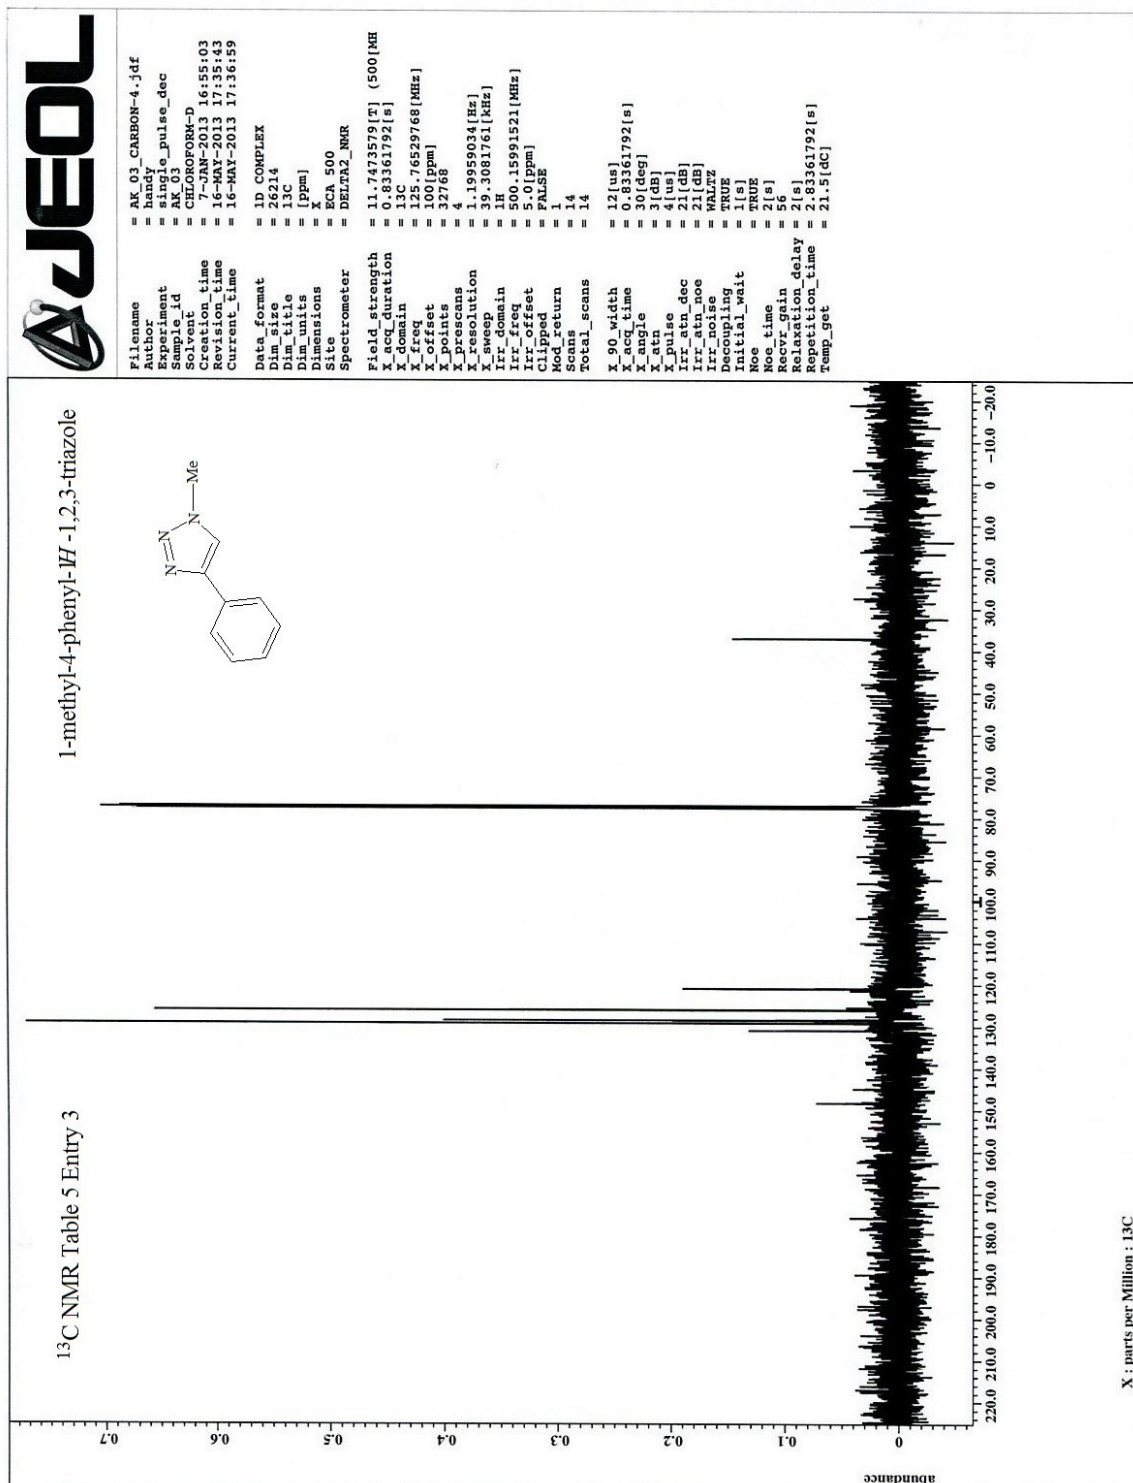 JEOL
Filename = AK_03_CARBON-4.jdf
Author = handy
Experiment = single_pulse_dec
Sample_id = AK_03
Solvent = CHLOROFORM-D
Creation_time = 7-JAN-2013 16:55:03
Revision_time = 16-MAY-2013 17:35:43
Current_time = 16-MAY-2013 17:36:59
Data_format = 1D COMPLEX
Dim_size = 26214
Dim_title = 13C
Dim_units = [ppm]
Dimensions = X
Site = ECA 500
Spectrometer = DELTA2_NMR
Field_strength = 11.7473579[T] (500[MH
X_acq_duration = 0.83361792[s]
X_domain = 13C
X_freq = 125.76529768[MHz]
X_offset = 100[ppm]
X_points = 32768
X_prescans = 4
X_resolution = 1.19959034[Hz]
X_sweep = 39.3081761[kHz]
Irr_domain = 1H
Irr_freq = 500.15991521[MHz]
Irr_offset = 5.0[ppm]
Clipped = FALSE
Mod_return = 1
Scans = 14
Total_scans = 14
X_90_width = 12[us]
X_acq_time = 0.83361792[s]
X_angle = 30[deg]
X_atn = 3[dB]
X_pulse = 4[us]
Irr_atn_dec = 21[dB]
Irr_atn_noe = 21[dB]
Irr_noise = WALTZ
Decoupling = TRUE
Initial_wait = 1[s]
Noe = TRUE
Noe_time = 2[s]
Recvr_gain = 56
Relaxation_delay = 2[s]
Repetition_time = 2.83361792[s]
Temp_get = 21.5[dC]
13C NMR Table 5 Entry 3
1-methyl-4-phenyl-1H -1,2,3-triazole
N N N Me
abundance
0 0.1 0.2 0.3 0.4 0.5 0.6 0.7
220.0 210.0 200.0 190.0 180.0 170.0 160.0 150.0 140.0 130.0 120.0 110.0 100.0 90.0 80.0 70.0 60.0 50.0 40.0 30.0 20.0 10.0 0 -10.0 -20.0
X : parts per Million : 13C